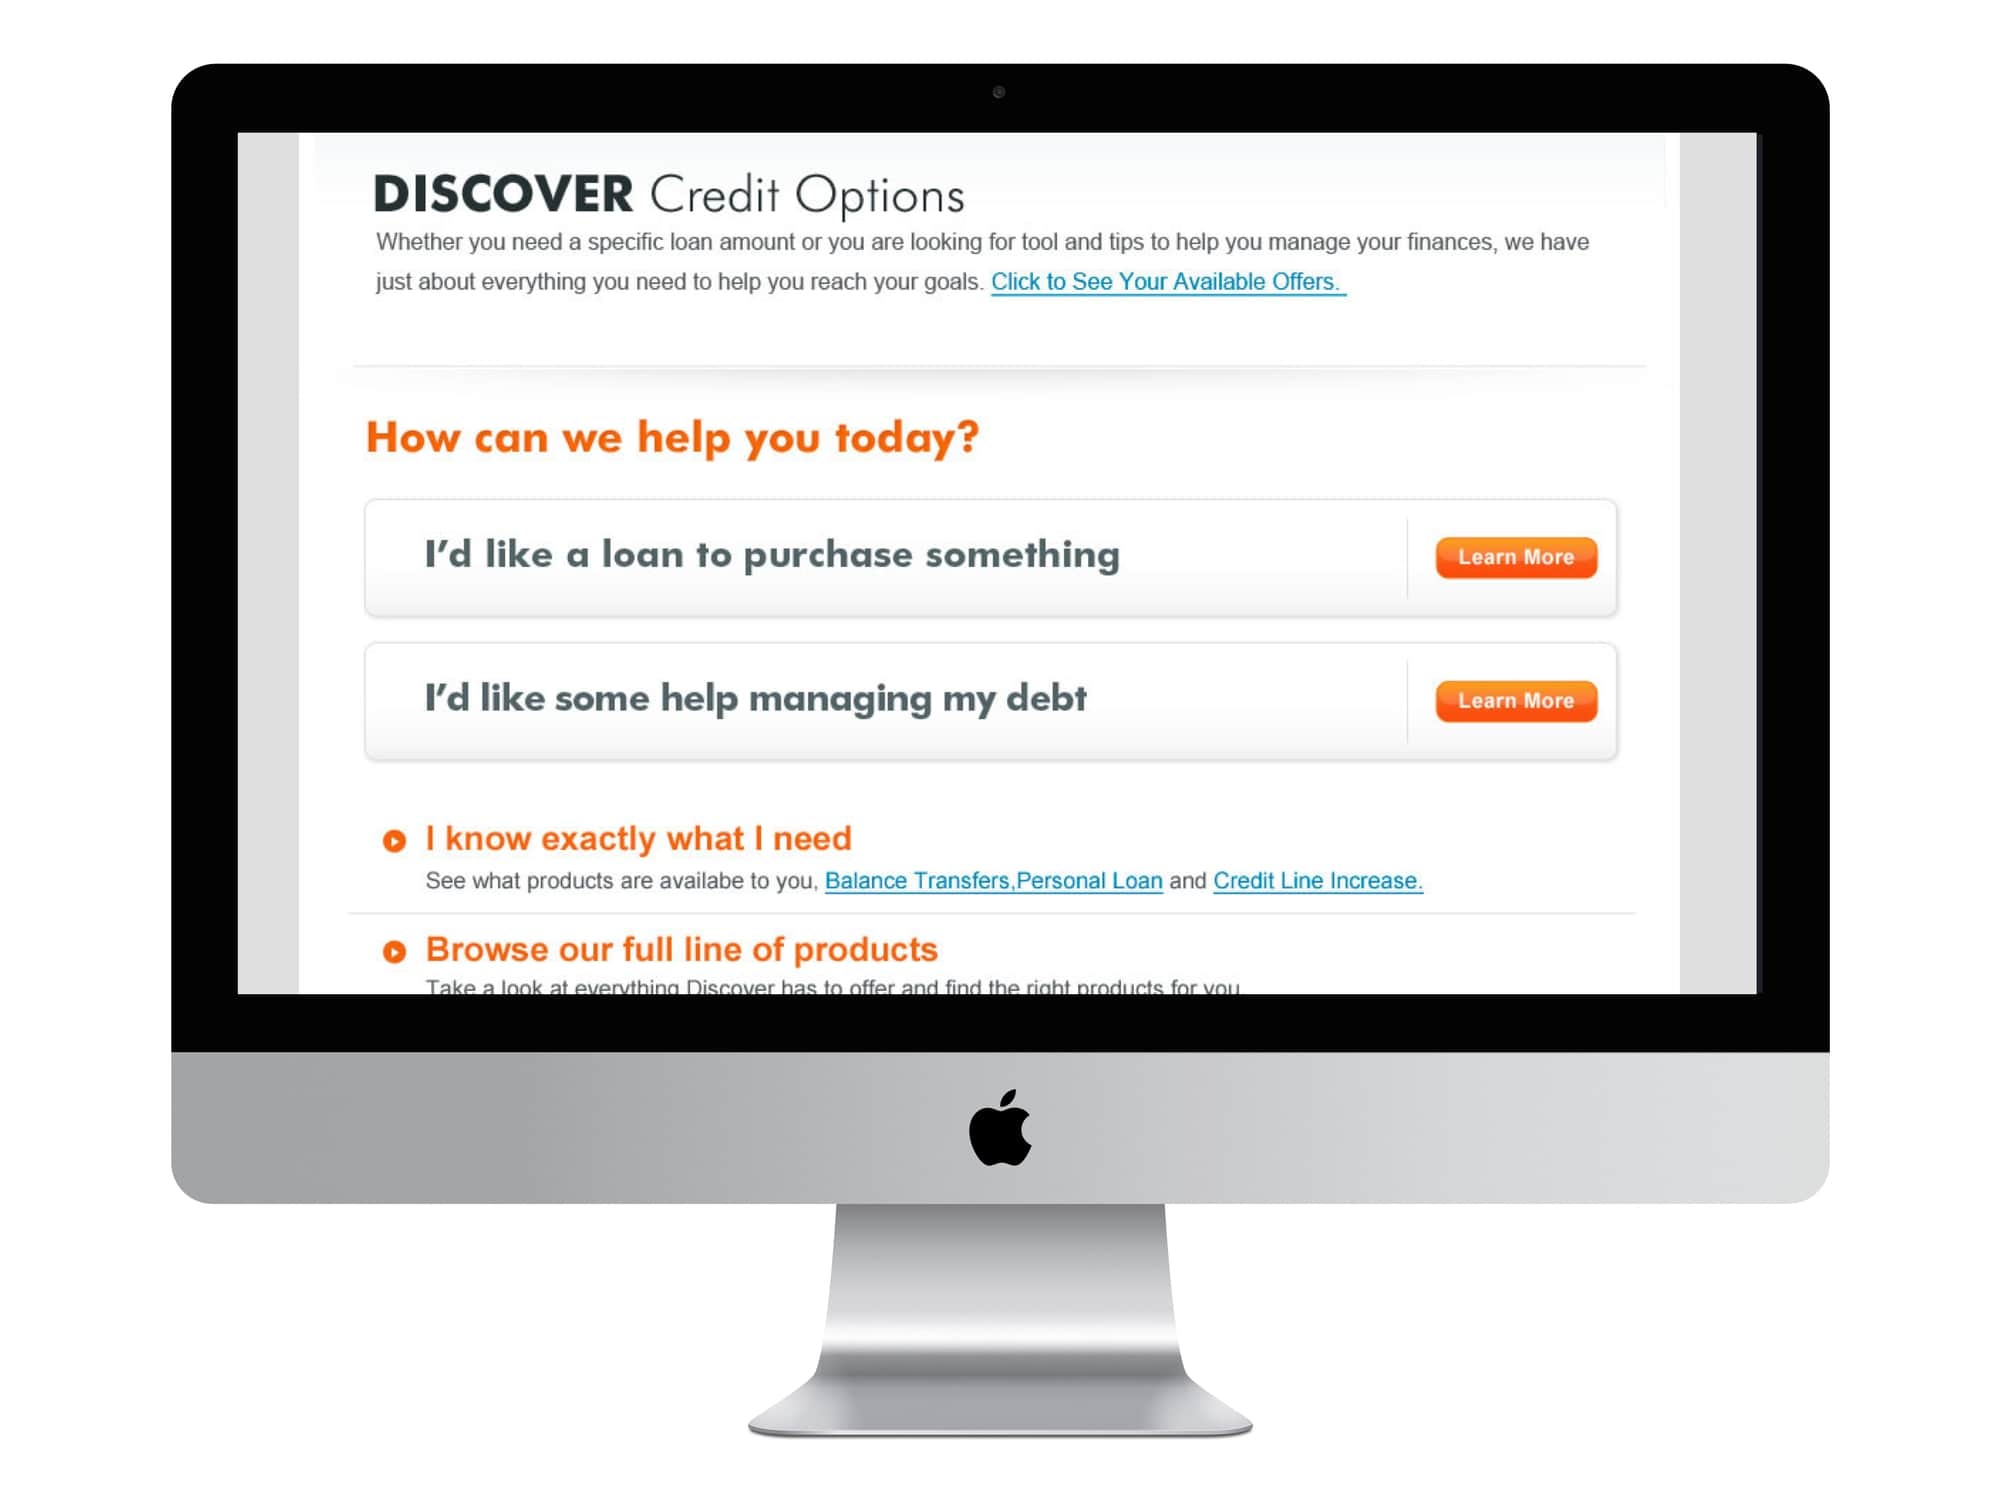 DISCOVER Credit Options
Whether you need a specific loan amount or you are looking for tool and tips to help you manage your finances, we have
just about everything you need to help you reach your goals. Click to See Your Available Offers.
How can we help you today?
I'd like a loan to purchase something
Learn More
I'd like some help managing my debt
Learn More
I know exactly what I need
See what products are availabe to you, Balance Transfers,Personal Loan and Credit Line Increase.
Browse our full line of products
Take a look at everything Discover has to offer and find the right products for you